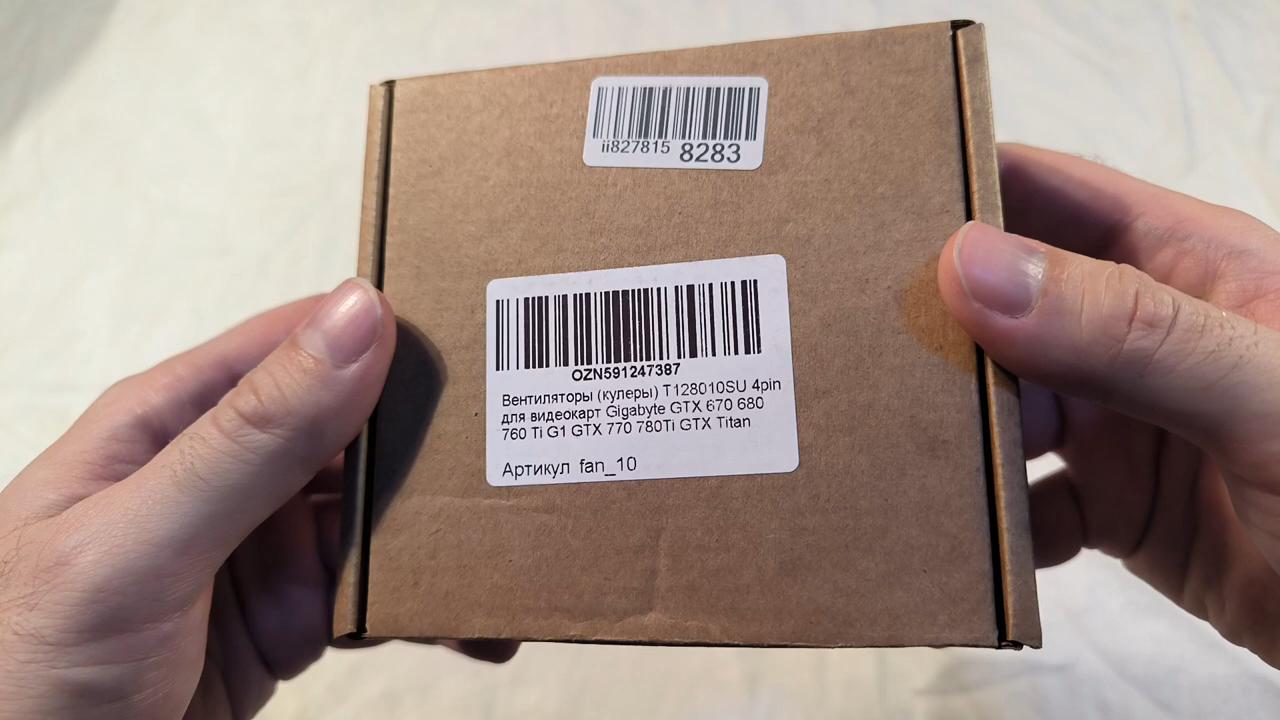 ii827815 8283
OZN591247387
Вентиляторы (кулеры) T128010SU 4pin
для видеокарт Gigabyte GTX 670 680
760 Ti G1 GTX 770 780Ti GTX Titan
Артикул fan_10